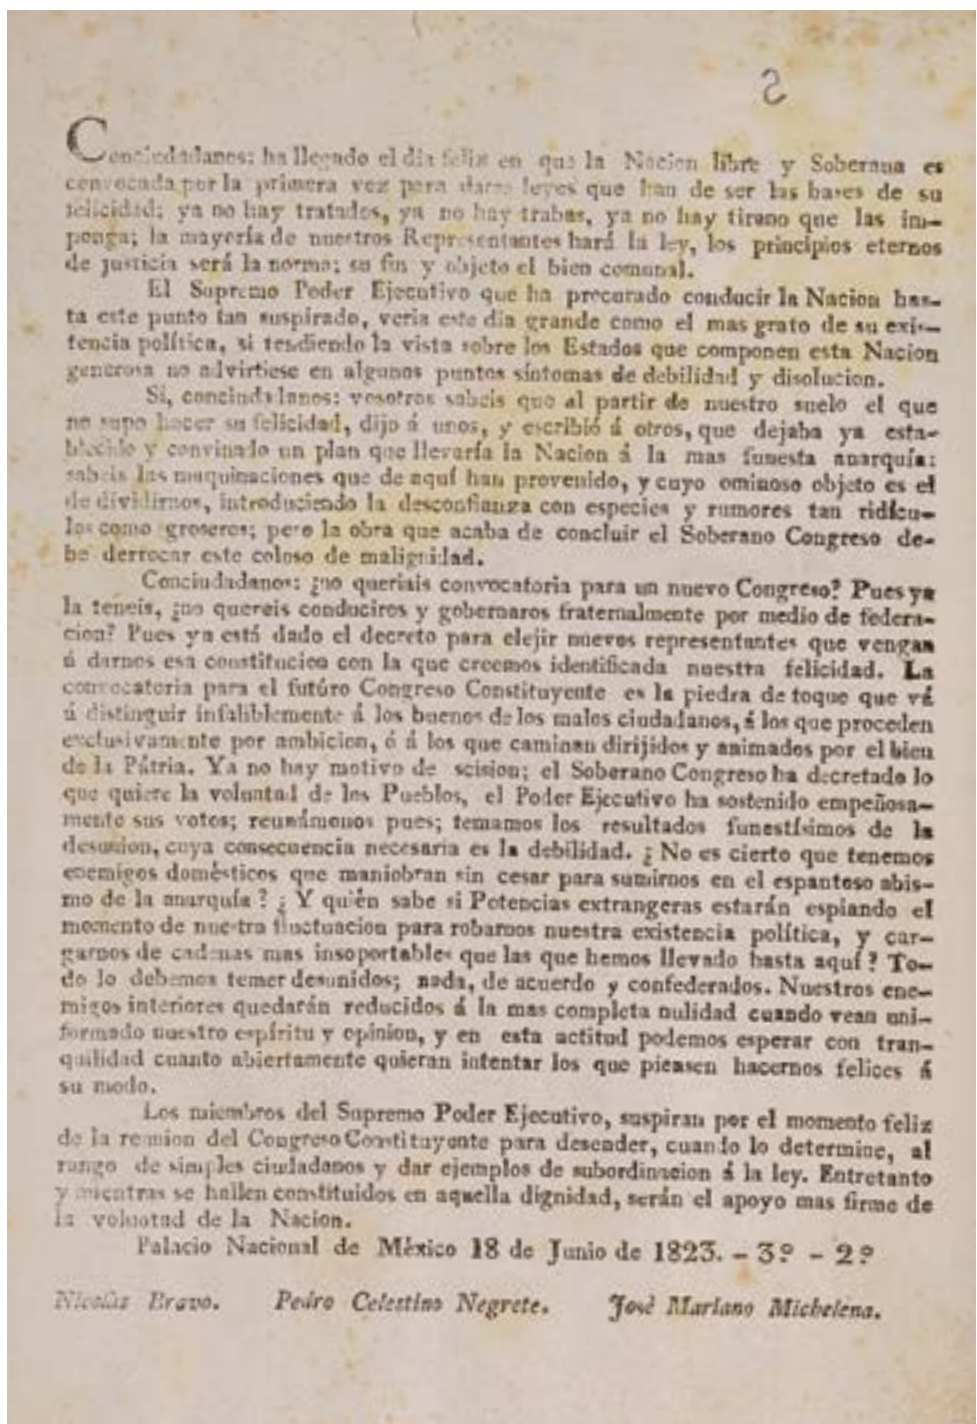 2
Conciudadanos: ha llegado el dia feliz en que la Nacion libre y Soberana es
convocada por la primera vez para darse leyes que han de ser las bases de su
felicidad; ya no hay tratados, ya no hay trabas, ya no hay tirano que las im-
ponga; la mayoría de nuestros Representantes hará la ley, los principios eternos
de justicia será la norma; su fin y objeto el bien comunal.
El Supremo Poder Ejecutivo que ha procurado conducir la Nacion has-
ta este punto tan suspirado, veria este dia grande como el mas grato de su exis-
tencia política, si tendiendo la vista sobre los Estados que componen esta Nacion
generosa no advirtiese en algunos puntos síntomas de debilidad y disolucion.
Si, conciudadanos: vosotros sabeis que al partir de nuestro suelo el que
no supo hacer su felicidad, dijo á unos, y escribió á otros, que dejaba ya esta-
blecido y convinado un plan que llevaría la Nacion á la mas funesta anarquía:
sabeis las maquinaciones que de aquí han provenido, y cuyo ominoso objeto es el
de dividirnos, introduciendo la desconfianza con especies y rumores tan ridícu-
los como groseros; pero la obra que acaba de concluir el Soberano Congreso de-
be derrocar este coloso de malignidad.
Conciudadanos: ¿no queriais convocatoria para un nuevo Congreso? Pues ya
la teneis, ¿no quereis conduciros y gobernaros fraternalmente por medio de federa-
cion? Pues ya está dado el decreto para elejir nuevos representantes que vengan
á darnos esa constitucion con la que creemos identificada nuestra felicidad. La
convocatoria para el futúro Congreso Constituyente es la piedra de toque que vá
á distinguir infaliblemente á los buenos de los malos ciudadanos, á los que proceden
exclusivamente por ambicion, ó á los que caminan dirijidos y animados por el bien
de la Pátria. Ya no hay motivo de scision; el Soberano Congreso ha decretado lo
que quiere la voluntad de los Pueblos, el Poder Ejecutivo ha sostenido empeñosa-
mente sus votos; reunámonos pues; temamos los resultados funestísimos de la
desunion, cuya consecuencia necesaria es la debilidad. ¿ No es cierto que tenemos
enemigos domèsticos que maniobran sin cesar para sumirnos en el espantoso abis-
mo de la anarquía ? ¿ Y quièn sabe si Potencias extrangeras estarán espiando el
momento de nuestra fluctuacion para robarnos nuestra existencia política, y car-
garnos de cadenas mas insoportables que las que hemos llevado hasta aquí ? To-
do lo debemos temer desunidos; nada, de acuerdo y confederados. Nuestros ene-
migos interiores quedarán reducidos á la mas completa nulidad cuando vean uni-
formado nuestro espíritu y opinion, y en esta actitud podemos esperar con tran-
quilidad cuanto abiertamente quieran intentar los que piensen hacernos felices á
su modo.
Los miembros del Supremo Poder Ejecutivo, suspiran por el momento feliz
de la reunion del Congreso Constituyente para desender, cuando lo determine, al
rango de simples ciudadanos y dar ejemplos de subordinacion á la ley. Entretanto
y mientras se hallen constituidos en aquella dignidad, serán el apoyo mas firme de
la voluntad de la Nacion.
Palacio Nacional de Mèxico 18 de Junio de 1823. - 3º - 2º
Nicolás Bravo. Pedro Celestino Negrete. Josè Mariano Michelena.